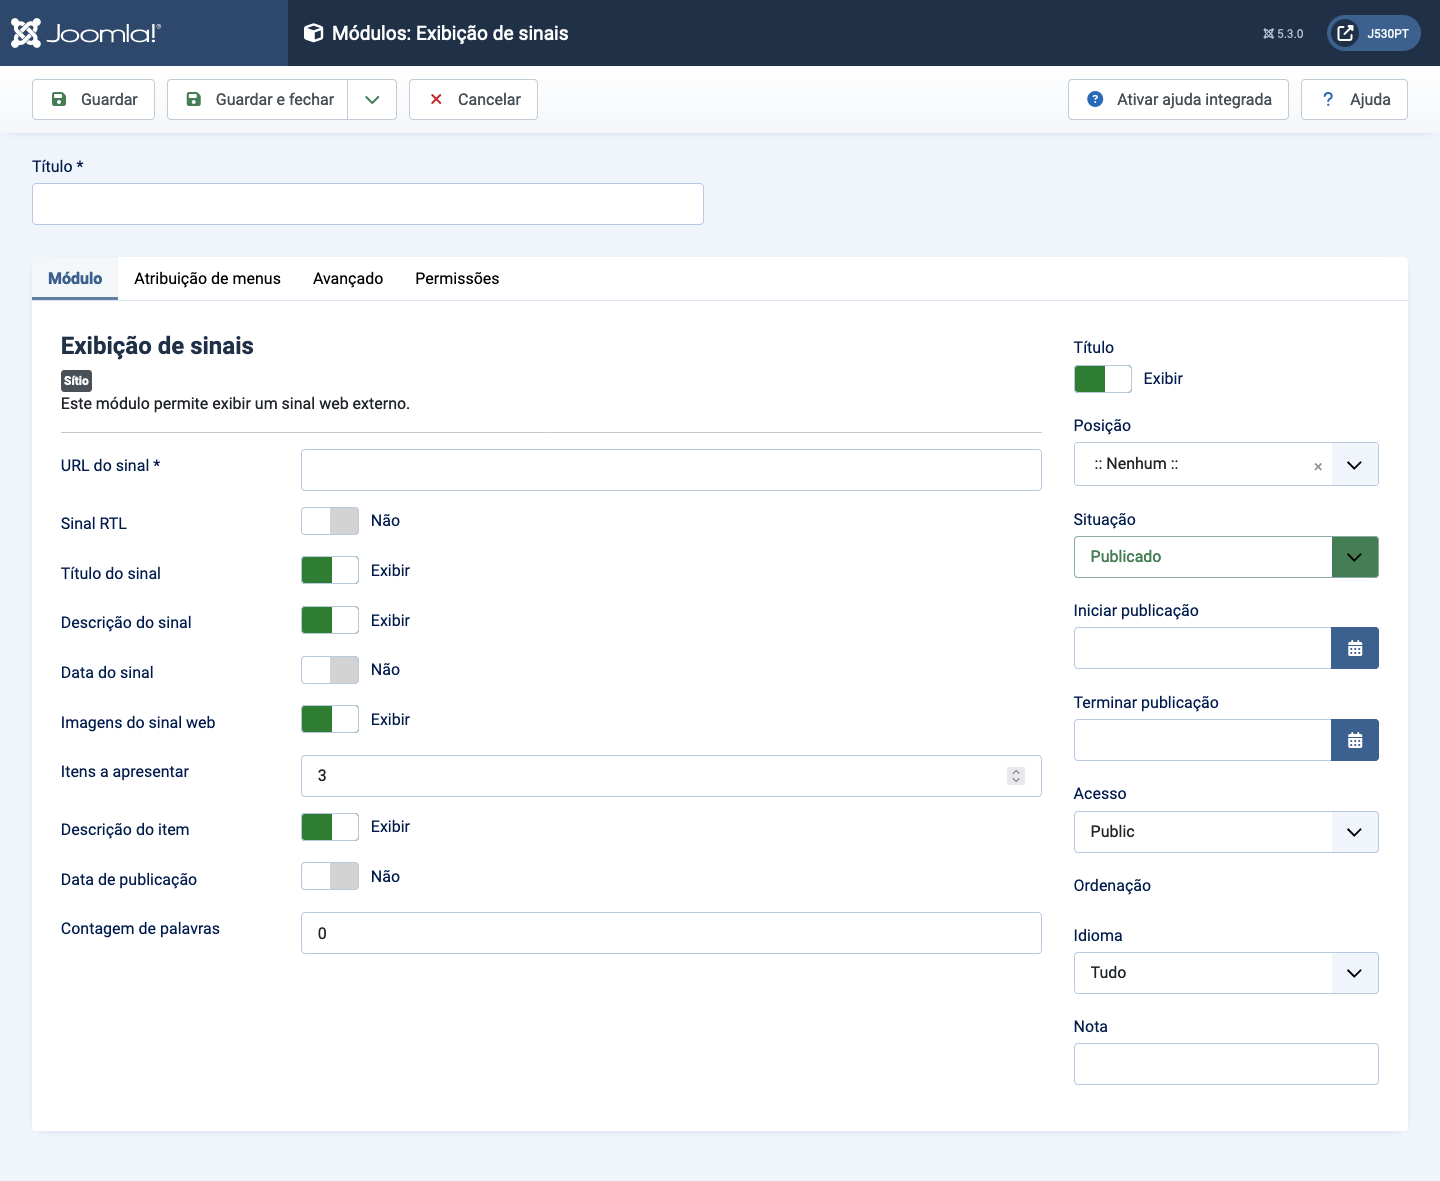 Joomla!®
Módulos: Exibição de sinais
5.3.0
J530PT
Guardar
Guardar e fechar
Cancelar
Ativar ajuda integrada
? Ajuda
Título *
Módulo
Atribuição de menus
Avançado
Permissões
Exibição de sinais
Sítio
Este módulo permite exibir um sinal web externo.
URL do sinal *
Sinal RTL
Não
Título do sinal
Exibir
Descrição do sinal
Exibir
Data do sinal
Não
Imagens do sinal web
Exibir
Itens a apresentar
3
Descrição do item
Exibir
Data de publicação
Não
Contagem de palavras
0
Título
Exibir
Posição
:: Nenhum ::
×
Situação
Publicado
Iniciar publicação
Terminar publicação
Acesso
Public
Ordenação
Idioma
Tudo
Nota